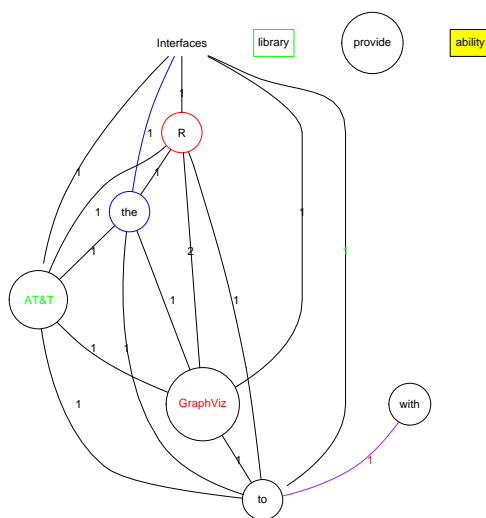 Interfaces library provide ability
1
1 R
1 1
1 the
1 2 1 1
AT&T 1 1
1 1
GraphViz with
1
1 1
to